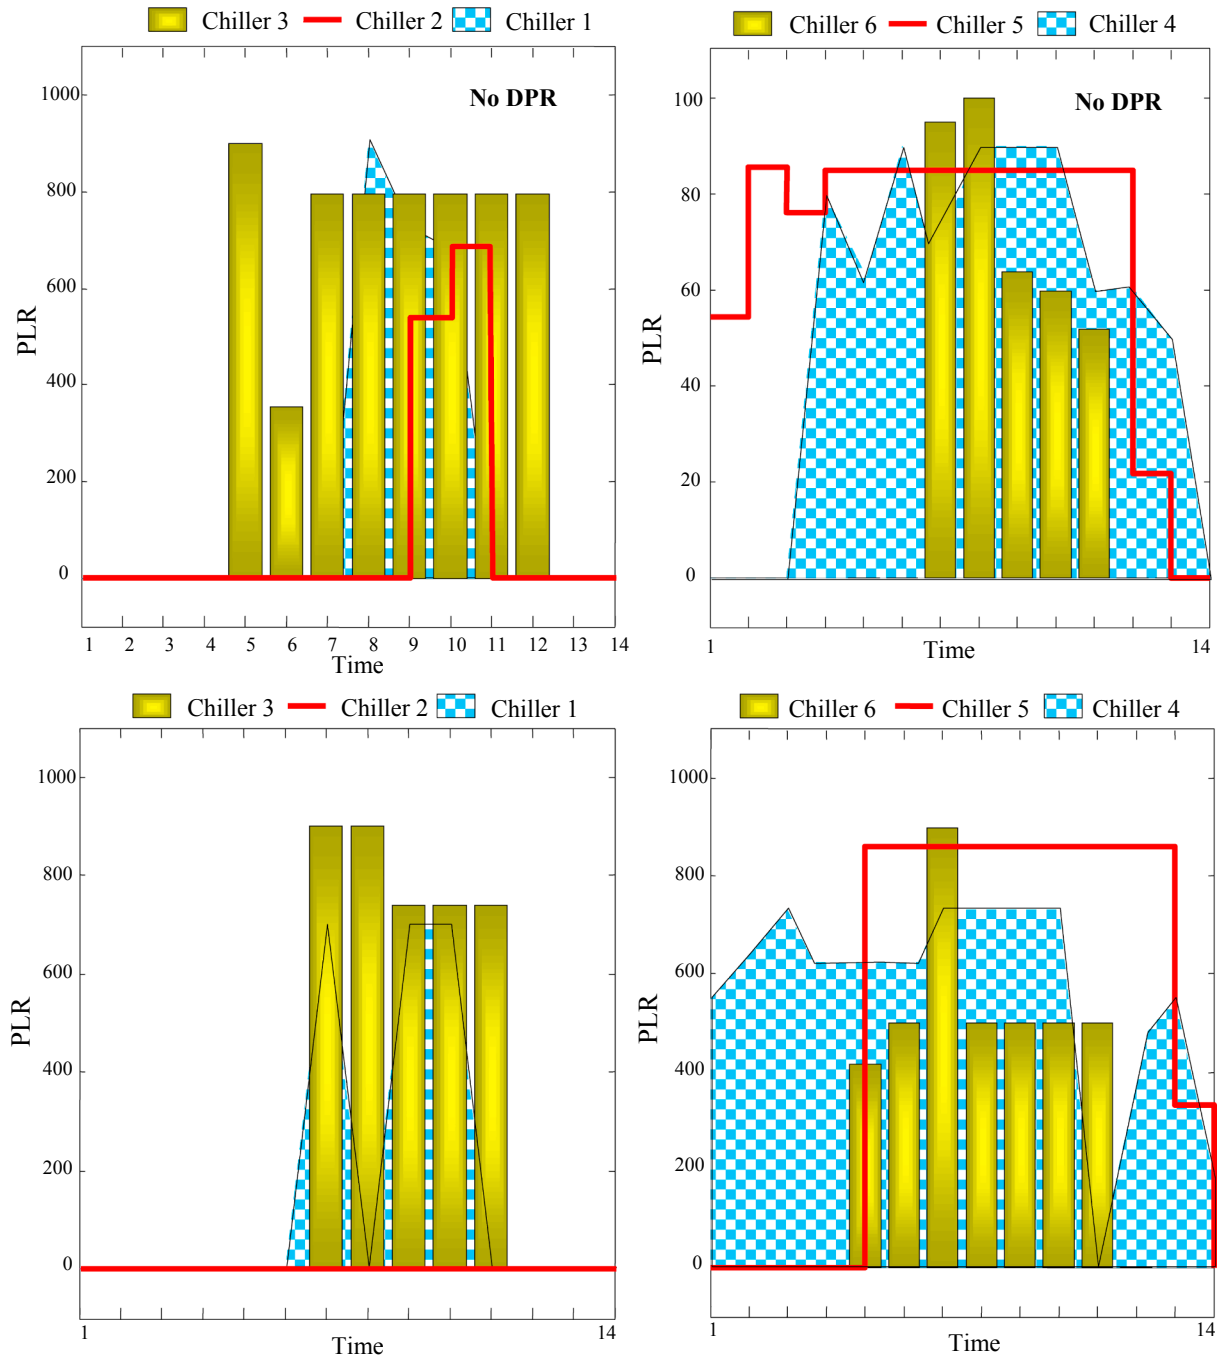 Chiller 3 Chiller 2 Chiller 1
No DPR
1000
800
600
400
200
0
PLR
1 2 3 4 5 6 7 8 9 10 11 12 13 14
Time
Chiller 6 Chiller 5 Chiller 4
No DPR
100
80
60
40
20
0
PLR
1 14
Time
Chiller 3 Chiller 2 Chiller 1
1000
800
600
400
200
0
PLR
1 14
Time
Chiller 6 Chiller 5 Chiller 4
1000
800
600
400
200
0
PLR
1 14
Time